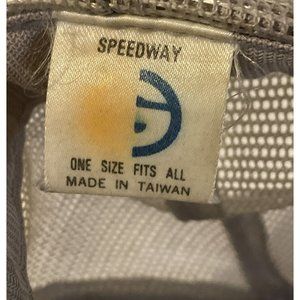 SPEEDWAY
ONE SIZE FITS ALL
MADE IN TAIWAN